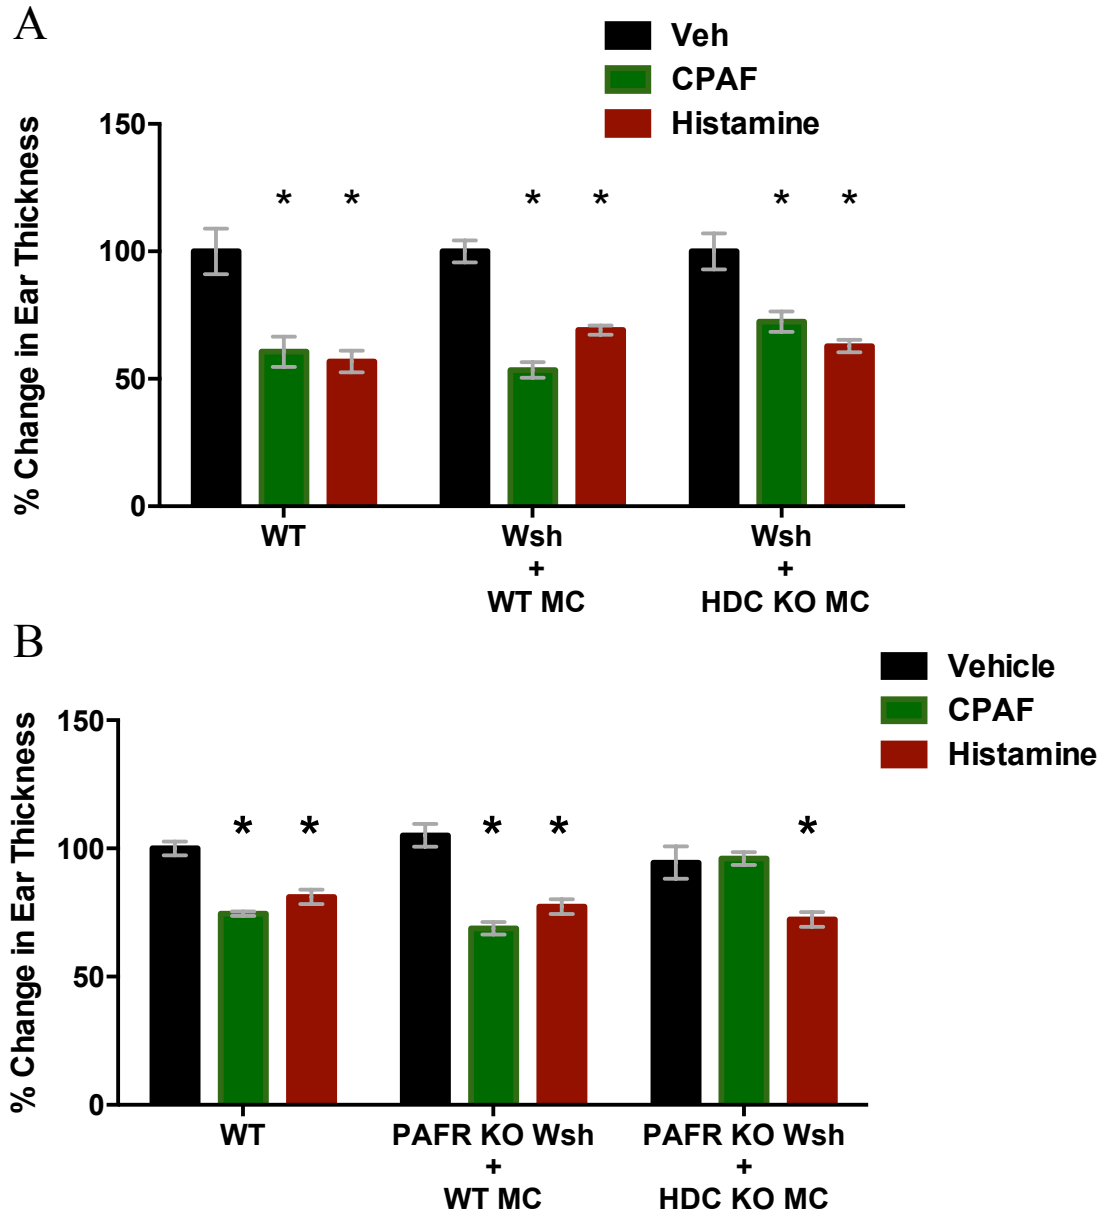 A
Veh
CPAF
Histamine
% Change in Ear Thickness
150
100
50
0
* * * * * *
WT
Wsh
+
WT MC
Wsh
+
HDC KO MC
B
Vehicle
CPAF
Histamine
% Change in Ear Thickness
150
100
50
0
* * * * *
WT
PAFR KO Wsh
+
WT MC
PAFR KO Wsh
+
HDC KO MC